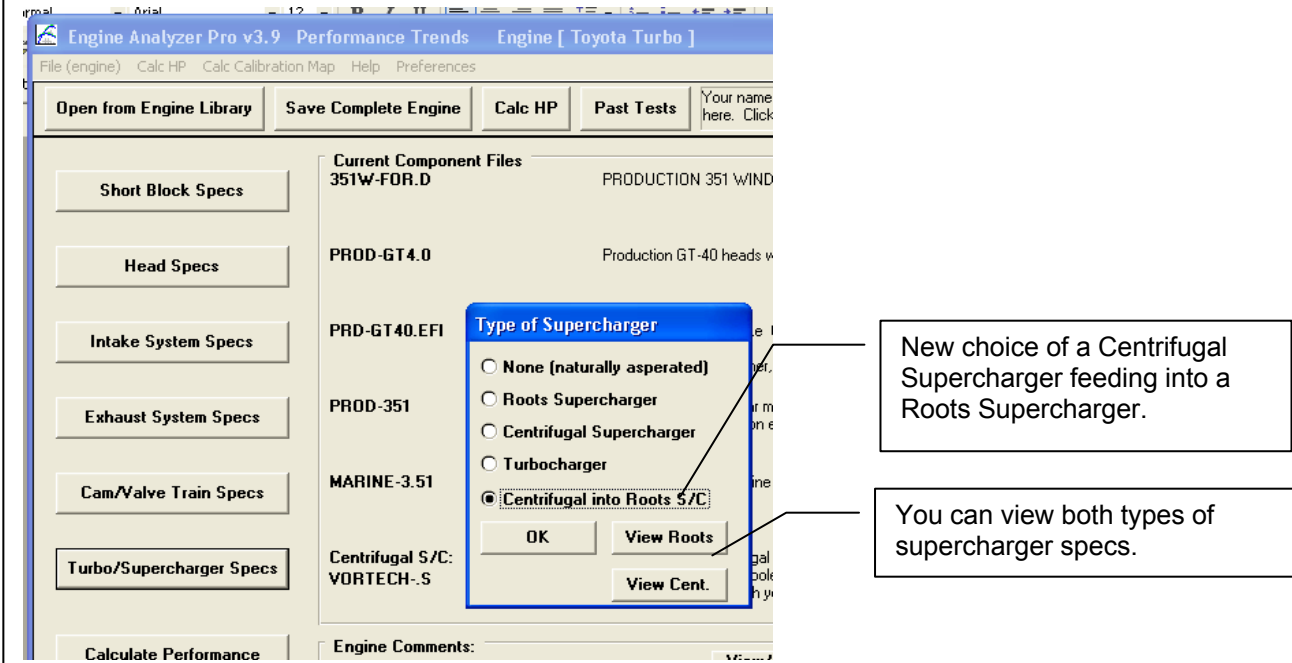 Arial 12 B I U
Engine Analyzer Pro v3.9 Performance Trends Engine [ Toyota Turbo ]
File (engine) Calc HP Calc Calibration Map Help Preferences
Open from Engine Library Save Complete Engine Calc HP Past Tests Your name
here. Click
Current Component Files
Short Block Specs 351W-FOR.D PRODUCTION 351 WIND
Head Specs PROD-GT4.0 Production GT-40 heads
Intake System Specs PRD-GT40.EFI
Exhaust System Specs PROD-351
Cam/Valve Train Specs MARINE-3.51
Turbo/Supercharger Specs Centrifugal S/C:
VORTECH-.S
Calculate Performance Engine Comments:
Type of Supercharger
None (naturally asperated)
Roots Supercharger
Centrifugal Supercharger
Turbocharger
Centrifugal into Roots S/C
OK View Roots
View Cent.
New choice of a Centrifugal
Supercharger feeding into a
Roots Supercharger.
You can view both types of
supercharger specs.